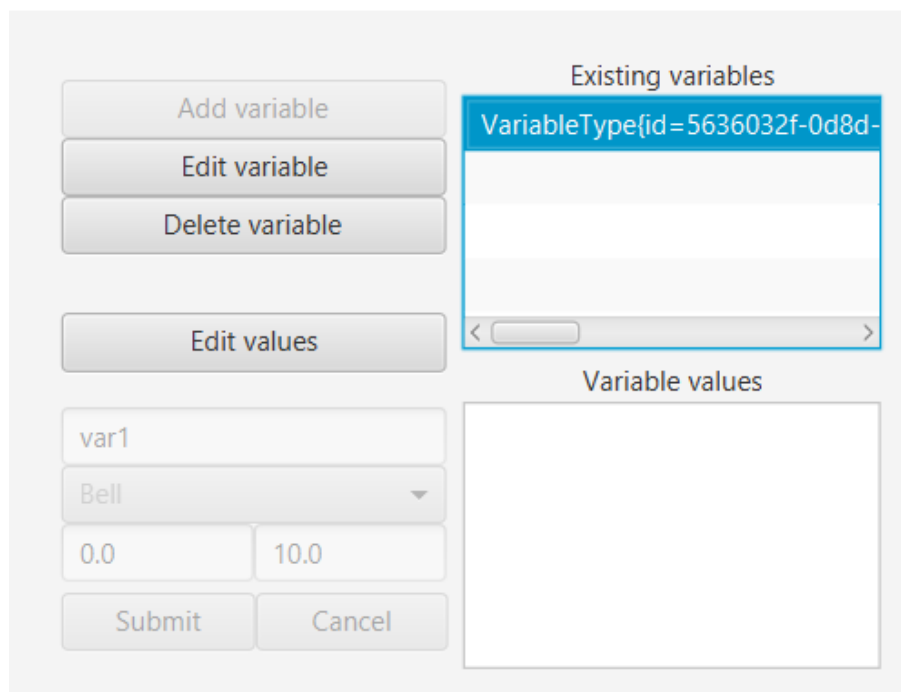 Add variable
Edit variable
Delete variable
Edit values
var1
Bell
0.0 10.0
Submit Cancel
Existing variables
VariableType{id=5636032f-0d8d-
Variable values